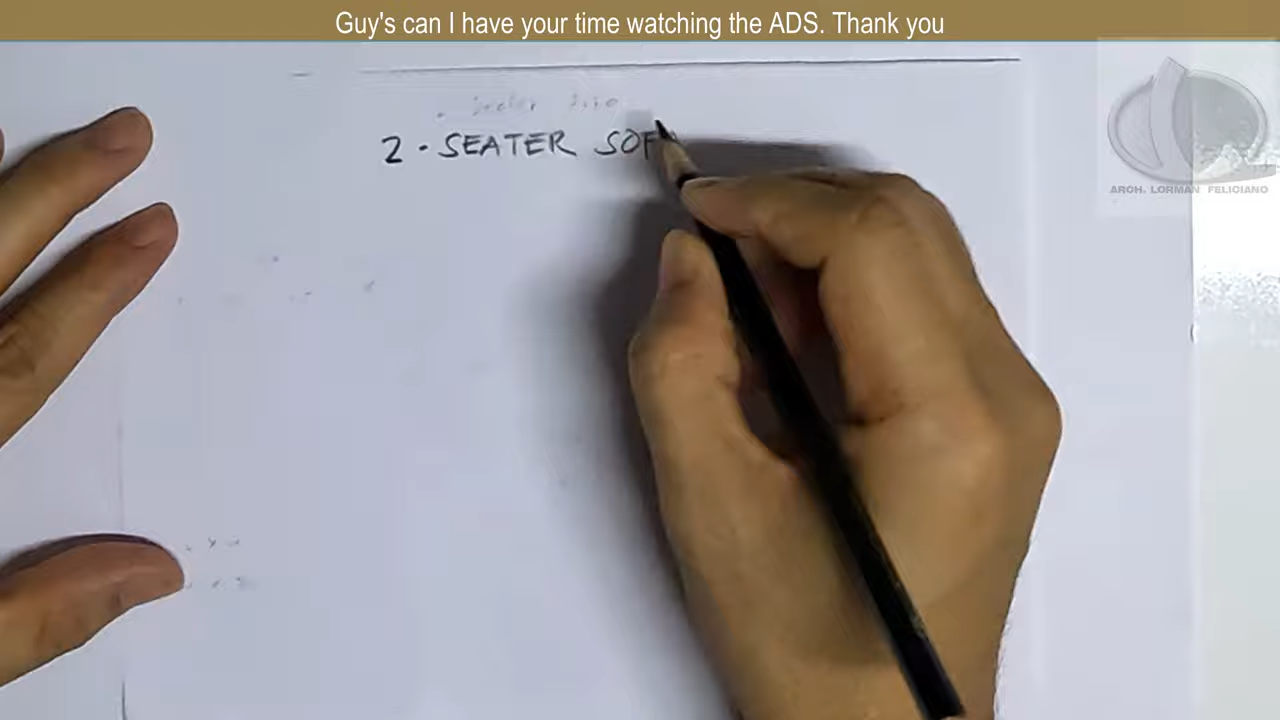 Guy's can I have your time watching the ADS. Thank you
2 - SEATER SOF
ARCH. LORMAN FELICIANO